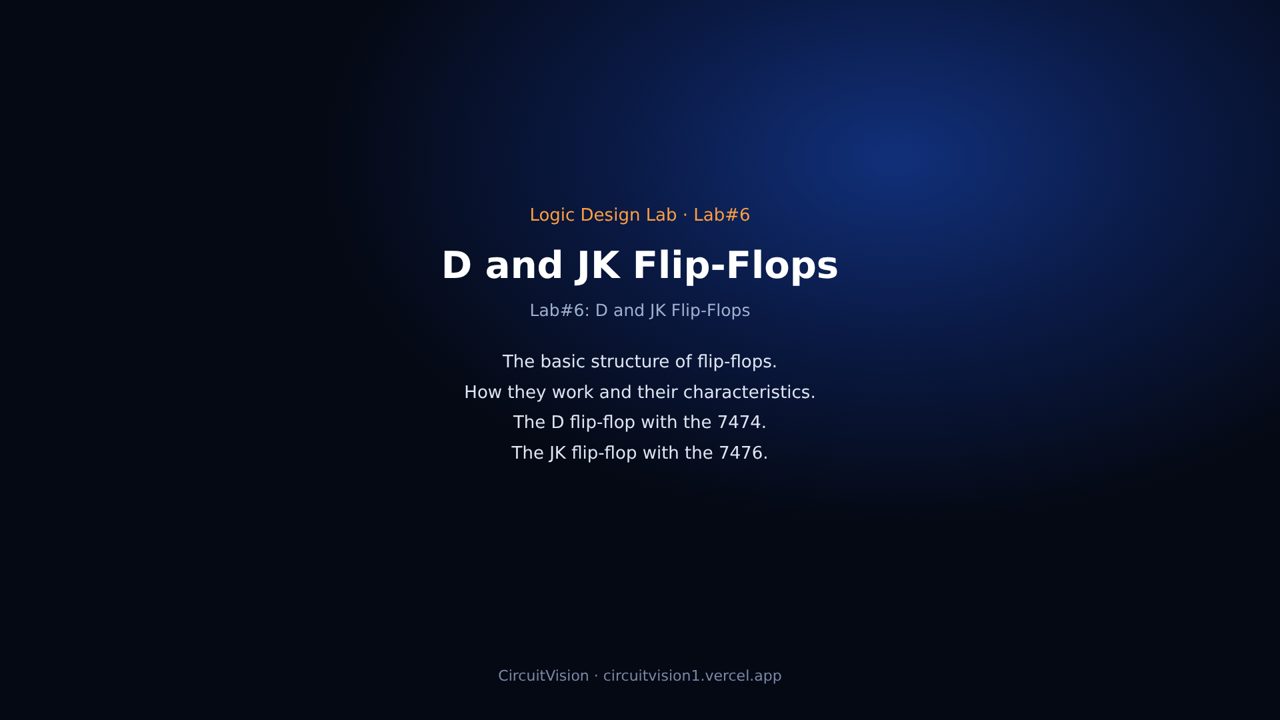 Logic Design Lab · Lab#6
D and JK Flip-Flops
Lab#6: D and JK Flip-Flops
The basic structure of flip-flops.
How they work and their characteristics.
The D flip-flop with the 7474.
The JK flip-flop with the 7476.
CircuitVision · circuitvision1.vercel.app